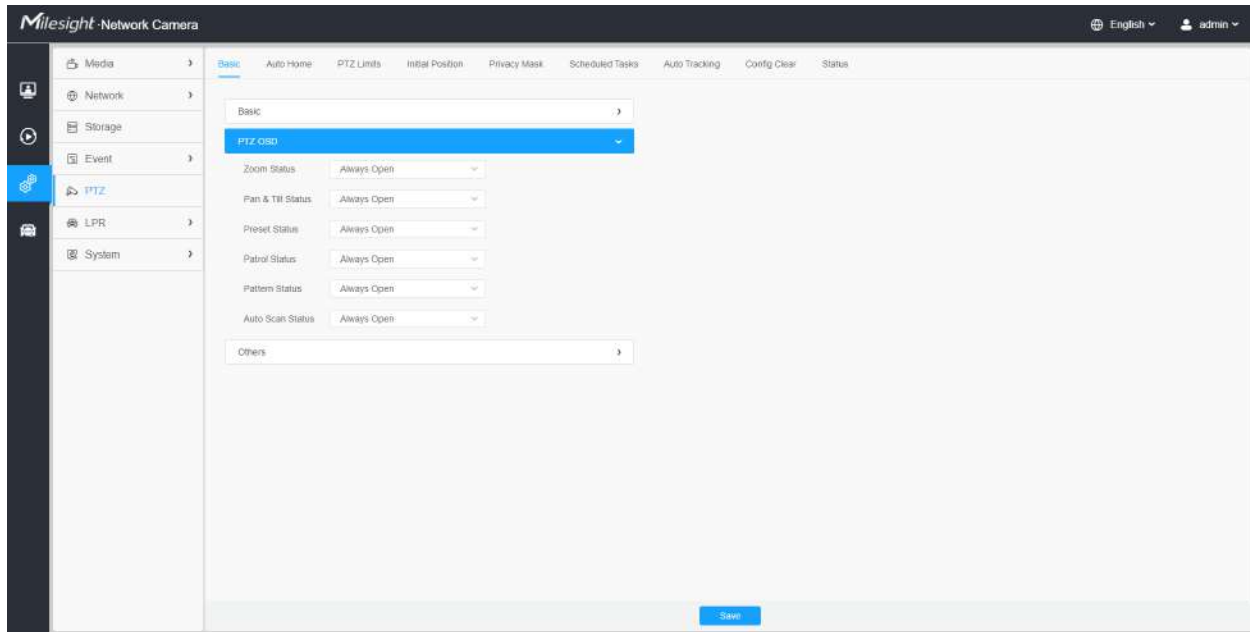 Milesight Network Camera
English
admin
Media
Network
Storage
Event
PTZ
LPR
System
Basic
Auto Home
PTZ Limits
Initial Position
Privacy Mask
Scheduled Tasks
Auto Tracking
Config Clear
Status
Basic
PTZ OSD
Zoom Status
Always Open
Pan & Tilt Status
Always Open
Preset Status
Always Open
Patrol Status
Always Open
Pattern Status
Always Open
Auto Scan Status
Always Open
Others
Save